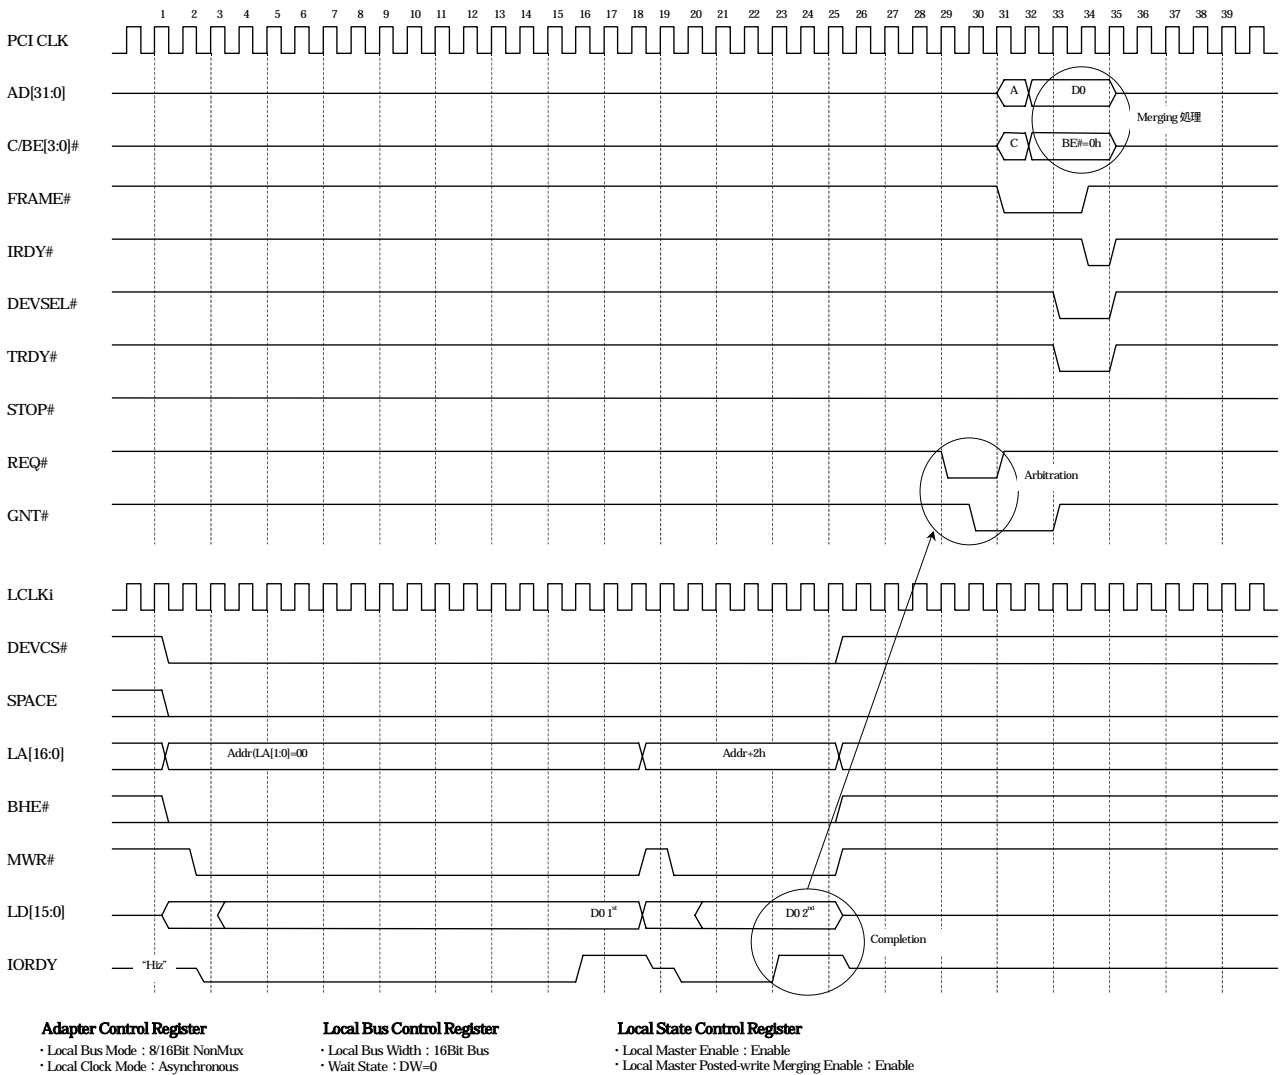 1 2 3 4 5 6 7 8 9 10 11 12 13 14 15 16 17 18 19 20 21 22 23 24 25 26 27 28 29 30 31 32 33 34 35 36 37 38 39
PCI CLK
AD[31:0] A D0
Merging 処理
C/BE[3:0]# C BE#=0h
FRAME#
IRDY#
DEVSEL#
TRDY#
STOP#
REQ#
Arbitration
GNT#
LCLKi
DEVCS#
SPACE
LA[16:0] Addr(LA[1:0]=00 Addr+2h
BHE#
MWR#
LD[15:0] D0 1st D0 2nd
Completion
IORDY "Hiz"
Adapter Control Register
・Local Bus Mode：8/16Bit NonMux
・Local Clock Mode：Asynchronous
Local Bus Control Register
・Local Bus Width：16Bit Bus
・Wait State：DW=0
Local State Control Register
・Local Master Enable：Enable
・Local Master Posted-write Merging Enable：Enable